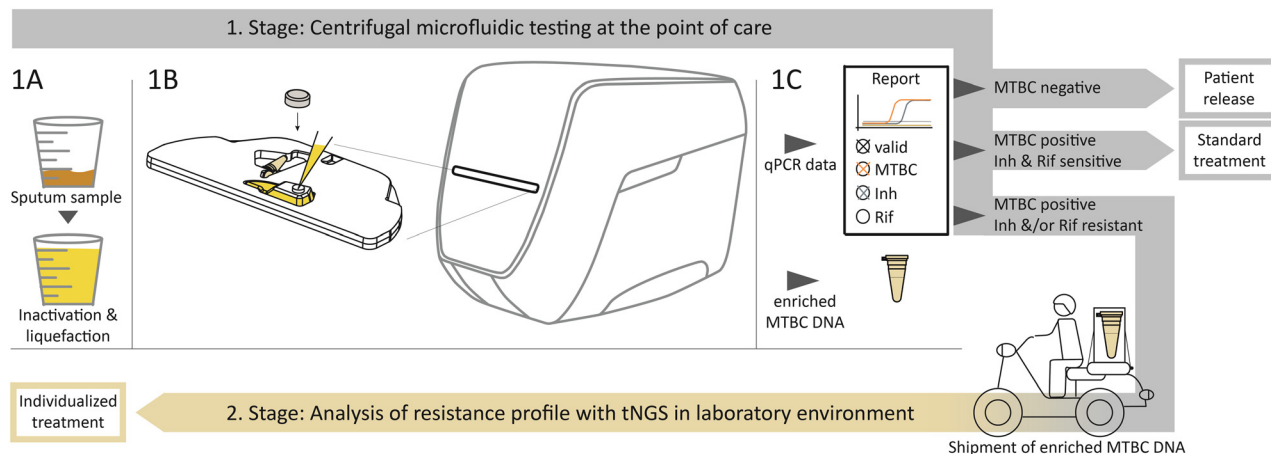 1. Stage: Centrifugal microfluidic testing at the point of care
1A
Sputum sample
Inactivation &
liquefaction
1B
1C
qPCR data
enriched
MTBC DNA
Report
valid
MTBC
Inh
Rif
MTBC negative
Patient
release
MTBC positive
Inh & Rif sensitive
Standard
treatment
MTBC positive
Inh &/or Rif resistant
Shipment of enriched MTBC DNA
2. Stage: Analysis of resistance profile with tNGS in laboratory environment
Individualized
treatment